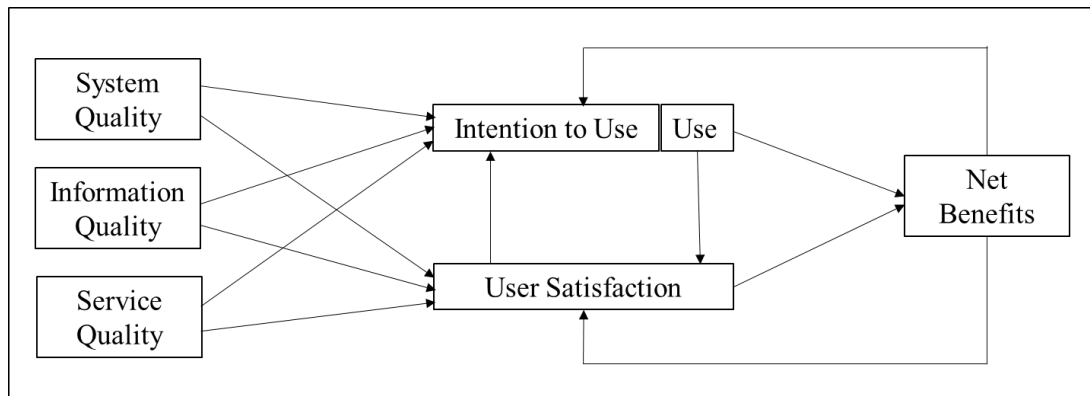 System
Quality
Intention to Use
Use
Information
Quality
Net
Benefits
User Satisfaction
Service
Quality